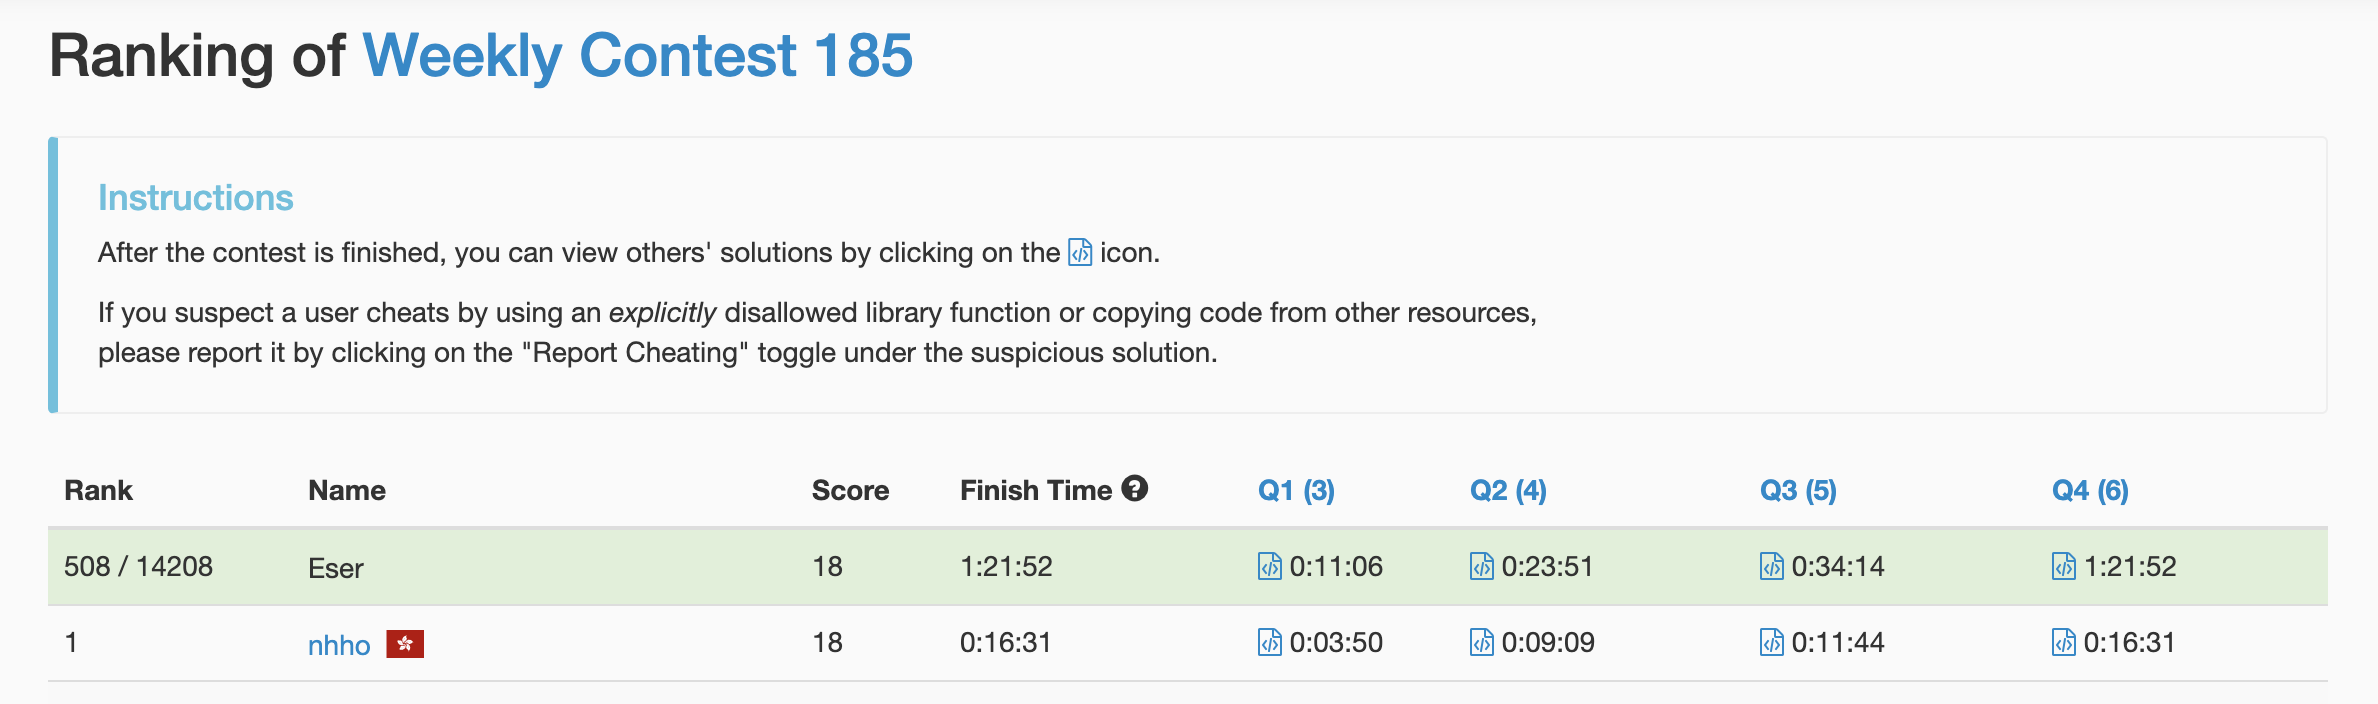 Ranking of Weekly Contest 185
Instructions
After the contest is finished, you can view others' solutions by clicking on the </> icon.
If you suspect a user cheats by using an explicitly disallowed library function or copying code from other resources,
please report it by clicking on the "Report Cheating" toggle under the suspicious solution.
Rank Name Score Finish Time ? Q1 (3) Q2 (4) Q3 (5) Q4 (6)
508 / 14208 Eser 18 1:21:52 </> 0:11:06 </> 0:23:51 </> 0:34:14 </> 1:21:52
1 nhho 18 0:16:31 </> 0:03:50 </> 0:09:09 </> 0:11:44 </> 0:16:31